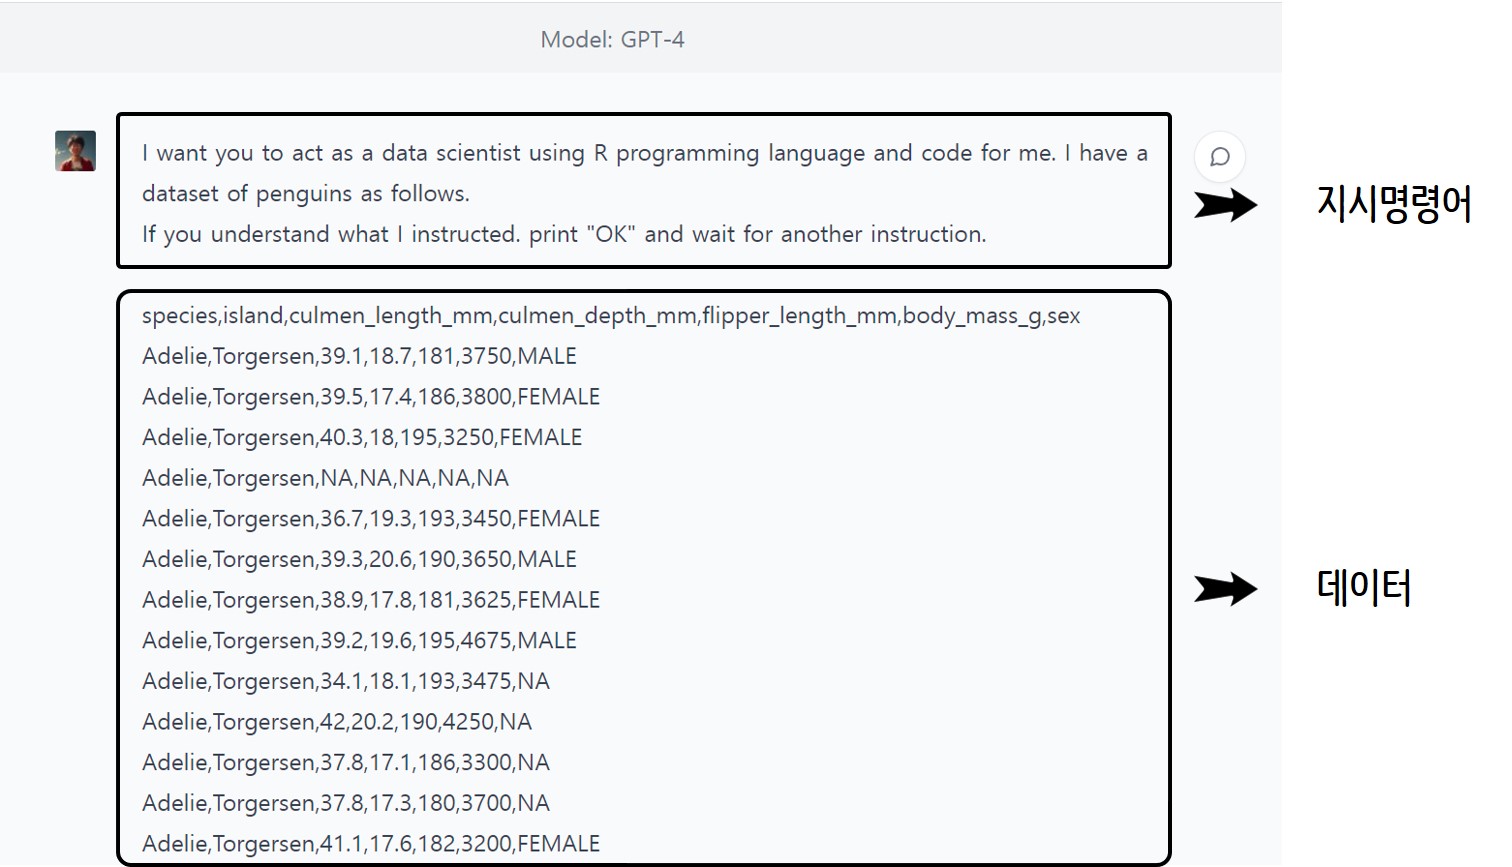 Model: GPT-4
I want you to act as a data scientist using R programming language and code for me. I have a
dataset of penguins as follows.
If you understand what I instructed. print "OK" and wait for another instruction.
지시명령어
species,island,culmen_length_mm,culmen_depth_mm,flipper_length_mm,body_mass_g,sex
Adelie,Torgersen,39.1,18.7,181,3750,MALE
Adelie,Torgersen,39.5,17.4,186,3800,FEMALE
Adelie,Torgersen,40.3,18,195,3250,FEMALE
Adelie,Torgersen,NA,NA,NA,NA,NA
Adelie,Torgersen,36.7,19.3,193,3450,FEMALE
Adelie,Torgersen,39.3,20.6,190,3650,MALE
Adelie,Torgersen,38.9,17.8,181,3625,FEMALE
Adelie,Torgersen,39.2,19.6,195,4675,MALE
Adelie,Torgersen,34.1,18.1,193,3475,NA
Adelie,Torgersen,42,20.2,190,4250,NA
Adelie,Torgersen,37.8,17.1,186,3300,NA
Adelie,Torgersen,37.8,17.3,180,3700,NA
Adelie,Torgersen,41.1,17.6,182,3200,FEMALE
데이터